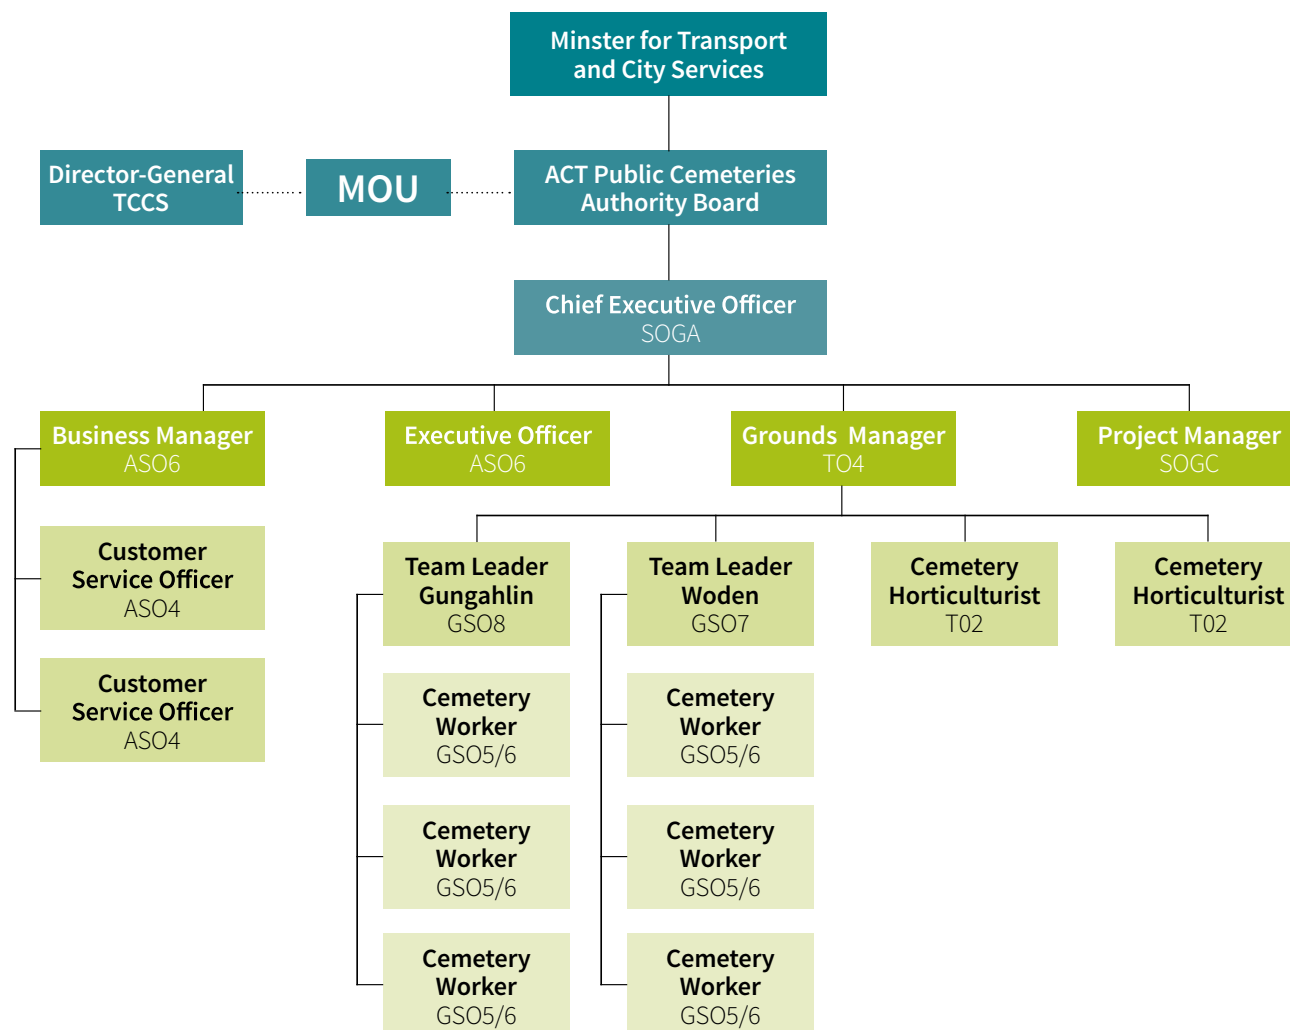 Minster for Transport
and City Services
Director-General
TCCS
MOU
ACT Public Cemeteries
Authority Board
Chief Executive Officer
SOGA
Business Manager
ASO6
Executive Officer
ASO6
Grounds Manager
TO4
Project Manager
SOGC
Customer
Service Officer
ASO4
Customer
Service Officer
ASO4
Team Leader
Gungahlin
GSO8
Team Leader
Woden
GSO7
Cemetery
Horticulturist
T02
Cemetery
Horticulturist
T02
Cemetery
Worker
GSO5/6
Cemetery
Worker
GSO5/6
Cemetery
Worker
GSO5/6
Cemetery
Worker
GSO5/6
Cemetery
Worker
GSO5/6
Cemetery
Worker
GSO5/6